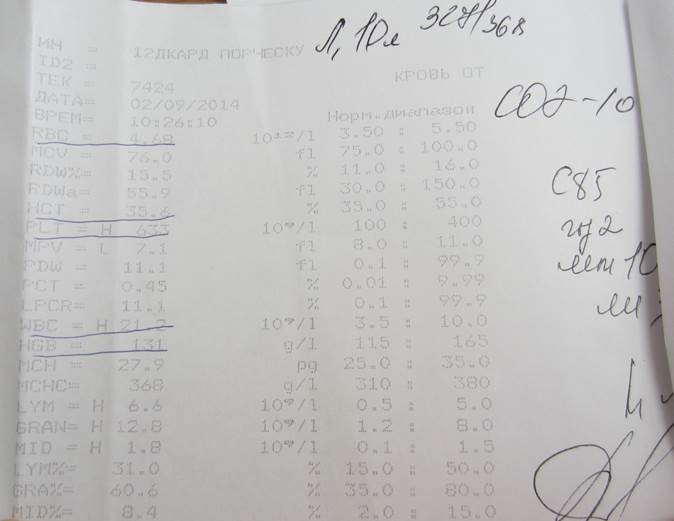 ИМ =
12ДКАРД ПОРЧЕСКУ
Л, 10л 327/368
ID2 =
КРОВЬ ОТ
ТЕК = 7424
ДАТА= 02/09/2014
ВРЕМ= 10:26:10 Норм.диапазон
СОЭ-10
RBC = 4.68 10¹²/l 3.50 : 5.50
MCV = 76.0 fl 75.0 : 100.0
RDW%= 15.5 % 11.0 : 16.0
RDWa= 55.9 fl 30.0 : 150.0
С85
HCT = 35.6 % 35.0 : 55.0
PLT = H 633 10⁹/l 100 : 400
MPV = L 7.1 fl 8.0 : 11.0
PDW = 11.1 fl 0.1 : 99.9
PCT = 0.45 % 0.01 : 9.99
LPCR= 11.1 % 0.1 : 99.9
WBC = H 21.2 10⁹/l 3.5 : 10.0
HGB = 131 g/l 115 : 165
MCH = 27.9 pg 25.0 : 35.0
MCHC= 368 g/l 310 : 380
LYM = H 6.6 10⁹/l 0.5 : 5.0
GRAN= H 12.8 10⁹/l 1.2 : 8.0
MID = H 1.8 10⁹/l 0.1 : 1.5
LYM%= 31.0 % 15.0 : 50.0
GRA%= 60.6 % 35.0 : 80.0
MID%= 8.4 % 2.0 : 15.0